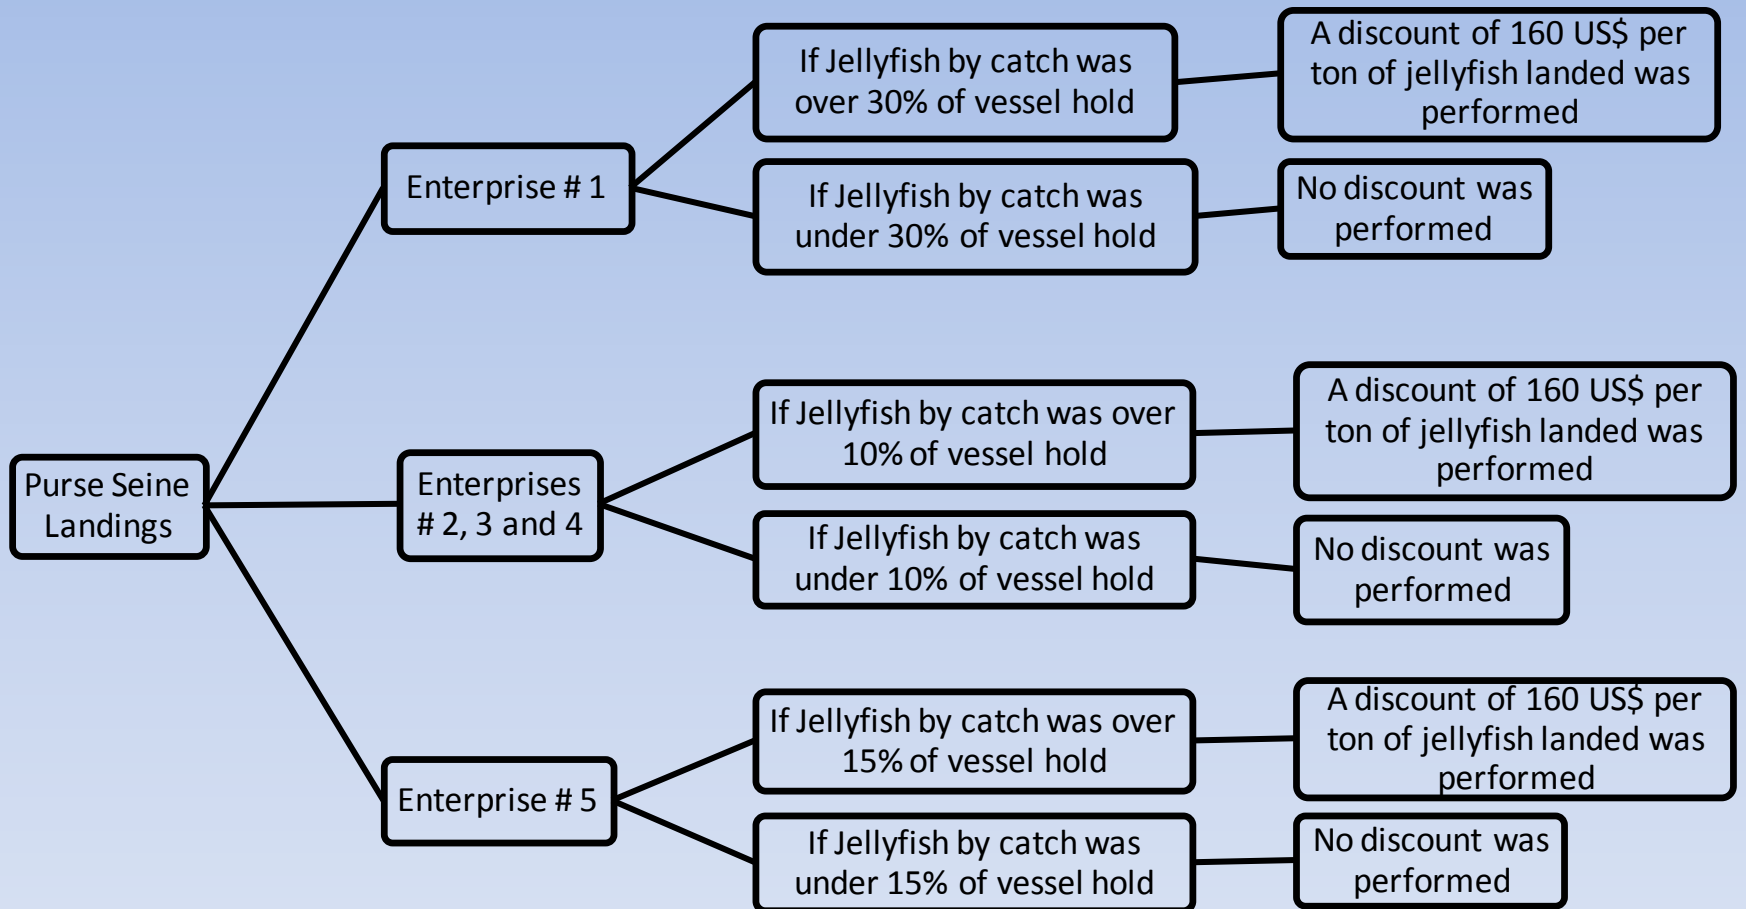 Purse Seine
Landings
Enterprise # 1
If Jellyfish by catch was
over 30% of vessel hold
A discount of 160 US$ per
ton of jellyfish landed was
performed
If Jellyfish by catch was
under 30% of vessel hold
No discount was
performed
Enterprises
# 2, 3 and 4
If Jellyfish by catch was over
10% of vessel hold
A discount of 160 US$ per
ton of jellyfish landed was
performed
If Jellyfish by catch was
under 10% of vessel hold
No discount was
performed
Enterprise # 5
If Jellyfish by catch was over
15% of vessel hold
A discount of 160 US$ per
ton of jellyfish landed was
performed
If Jellyfish by catch was
under 15% of vessel hold
No discount was
performed